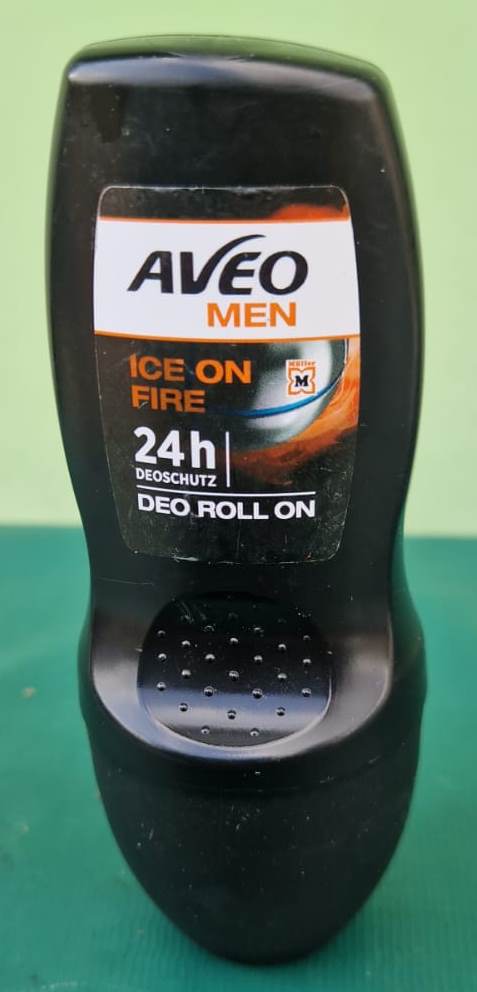 AVEO
MEN
ICE ON
FIRE
Müller
M
24h
DEOSCHUTZ
DEO ROLL ON